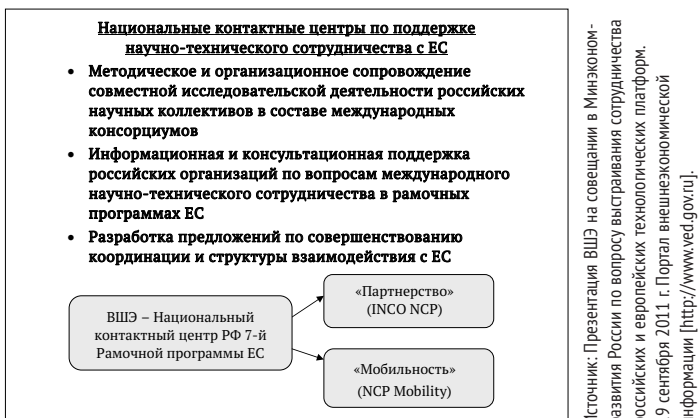 Национальные контактные центры по поддержке
научно-технического сотрудничества с ЕС
• Методическое и организационное сопровождение
совместной исследовательской деятельности российских
научных коллективов в составе международных
консорциумов
• Информационная и консультационная поддержка
российских организаций по вопросам международного
научно-технического сотрудничества в рамочных
программах ЕС
• Разработка предложений по совершенствованию
координации и структуры взаимодействия с ЕС
ВШЭ – Национальный
контактный центр РФ 7-й
Рамочной программы ЕС
«Партнерство»
(INCO NCP)
«Мобильность»
(NCP Mobility)
Источник: Презентация ВШЭ на совещании в Минэконом-
развития России по вопросу выстраивания сотрудничества
российских и европейских технологических платформ.
9 сентября 2011 г. Портал внешнеэкономической
информации [http://www.ved.gov.ru].